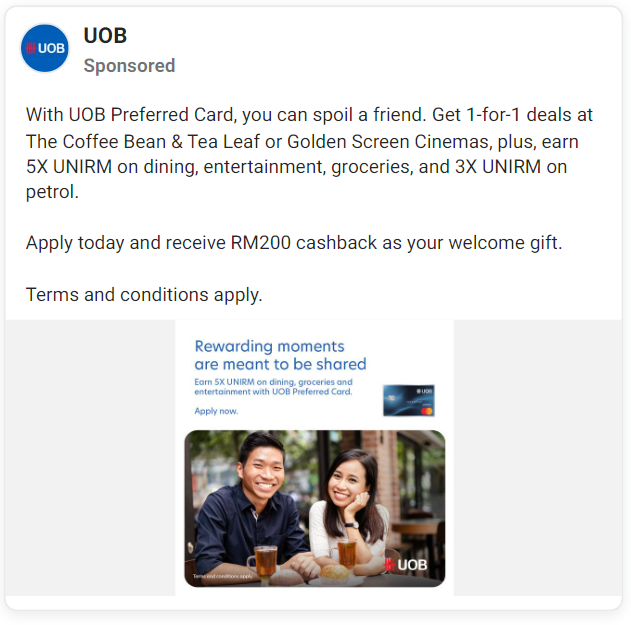 UOB
UOB
Sponsored
With UOB Preferred Card, you can spoil a friend. Get 1-for-1 deals at
The Coffee Bean & Tea Leaf or Golden Screen Cinemas, plus, earn
5X UNIRM on dining, entertainment, groceries, and 3X UNIRM on
petrol.
Apply today and receive RM200 cashback as your welcome gift.
Terms and conditions apply.
Rewarding moments
are meant to be shared
Earn 5X UNIRM on dining, groceries and
entertainment with UOB Preferred Card.
UOB
Apply now.
UOB
Terms and conditions apply.